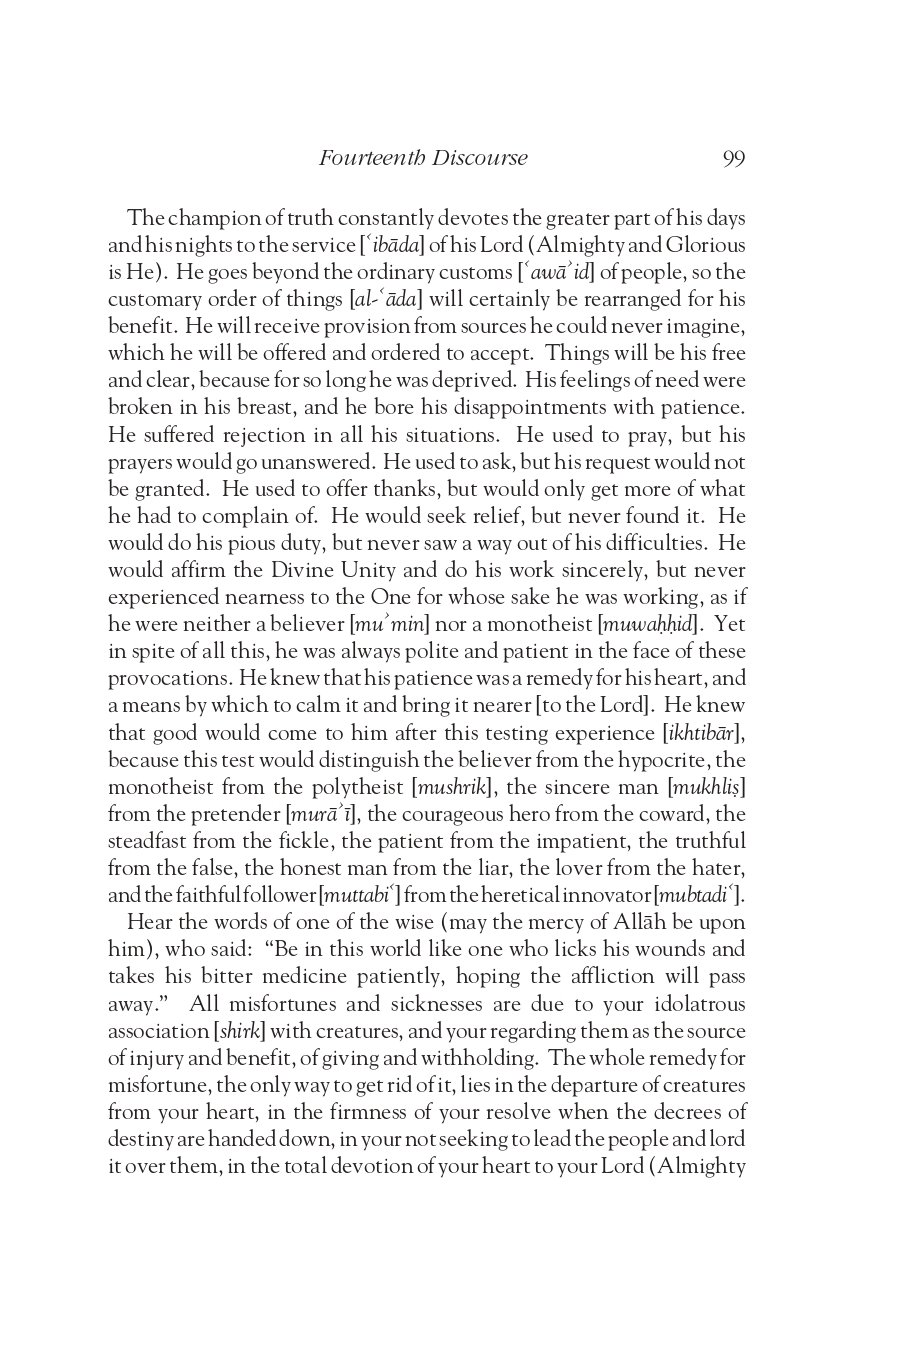 Fourteenth Discourse 99
The champion of truth constantly devotes the greater part of his days
and his nights to the service [ʿibāda] of his Lord (Almighty and Glorious
is He). He goes beyond the ordinary customs [ʿawāʾid] of people, so the
customary order of things [al-ʿāda] will certainly be rearranged for his
benefit. He will receive provision from sources he could never imagine,
which he will be offered and ordered to accept. Things will be his free
and clear, because for so long he was deprived. His feelings of need were
broken in his breast, and he bore his disappointments with patience.
He suffered rejection in all his situations. He used to pray, but his
prayers would go unanswered. He used to ask, but his request would not
be granted. He used to offer thanks, but would only get more of what
he had to complain of. He would seek relief, but never found it. He
would do his pious duty, but never saw a way out of his difficulties. He
would affirm the Divine Unity and do his work sincerely, but never
experienced nearness to the One for whose sake he was working, as if
he were neither a believer [muʾmin] nor a monotheist [muwaḥḥid]. Yet
in spite of all this, he was always polite and patient in the face of these
provocations. He knew that his patience was a remedy for his heart, and
a means by which to calm it and bring it nearer [to the Lord]. He knew
that good would come to him after this testing experience [ikhtibār],
because this test would distinguish the believer from the hypocrite, the
monotheist from the polytheist [mushrik], the sincere man [mukhliṣ]
from the pretender [murāʾī], the courageous hero from the coward, the
steadfast from the fickle, the patient from the impatient, the truthful
from the false, the honest man from the liar, the lover from the hater,
and the faithful follower [muttabiʿ] from the heretical innovator [mubtadiʿ].
Hear the words of one of the wise (may the mercy of Allāh be upon
him), who said: “Be in this world like one who licks his wounds and
takes his bitter medicine patiently, hoping the affliction will pass
away.” All misfortunes and sicknesses are due to your idolatrous
association [shirk] with creatures, and your regarding them as the source
of injury and benefit, of giving and withholding. The whole remedy for
misfortune, the only way to get rid of it, lies in the departure of creatures
from your heart, in the firmness of your resolve when the decrees of
destiny are handed down, in your not seeking to lead the people and lord
it over them, in the total devotion of your heart to your Lord (Almighty